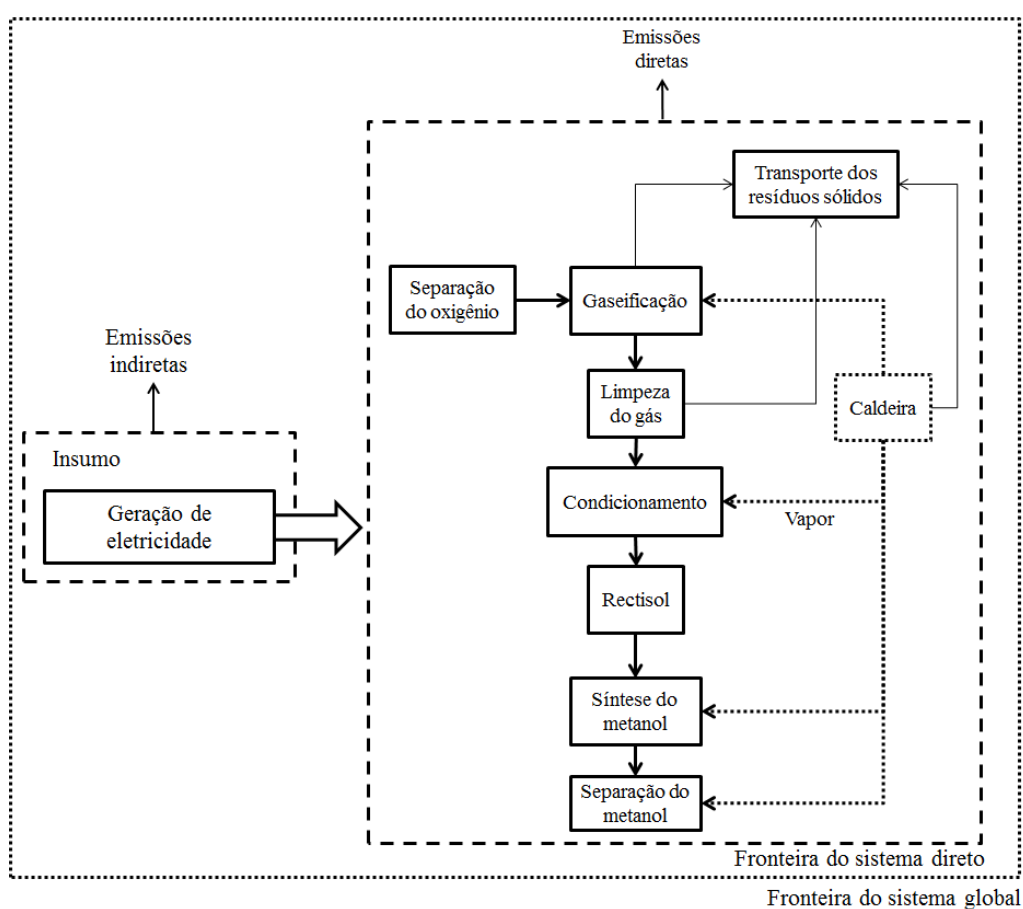 Emissões
diretas
Transporte dos
resíduos sólidos
Separação
do oxigênio
Gaseificação
Emissões
indiretas
Limpeza
do gás
Caldeira
Insumo
Geração de
eletricidade
Condicionamento
Vapor
Rectisol
Síntese do
metanol
Separação do
metanol
Fronteira do sistema direto
Fronteira do sistema global